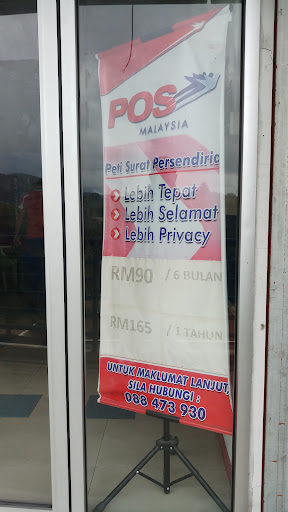 POS
MALAYSIA
Peti Surat Persendiria
Lebih Tepat
Lebih Selamat
Lebih Privacy
RM90 / 6 BULAN
RM165 / 1 TAHUN
UNTUK MAKLUMAT LANJUT,
SILA HUBUNGI :
088 473 930